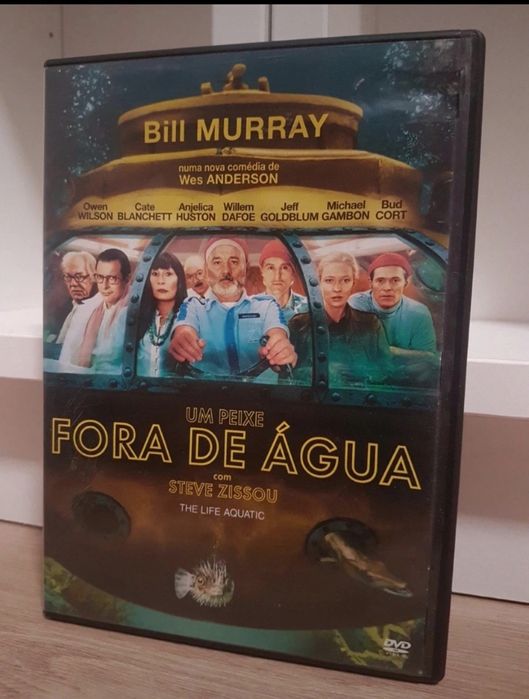 Bill MURRAY
numa nova comédia de
Wes ANDERSON
Owen Cate Anjelica Willem Jeff Michael Bud
WILSON BLANCHETT HUSTON DAFOE GOLDBLUM GAMBON CORT
UM PEIXE
FORA DE ÁGUA
com
STEVE ZISSOU
THE LIFE AQUATIC
DVD